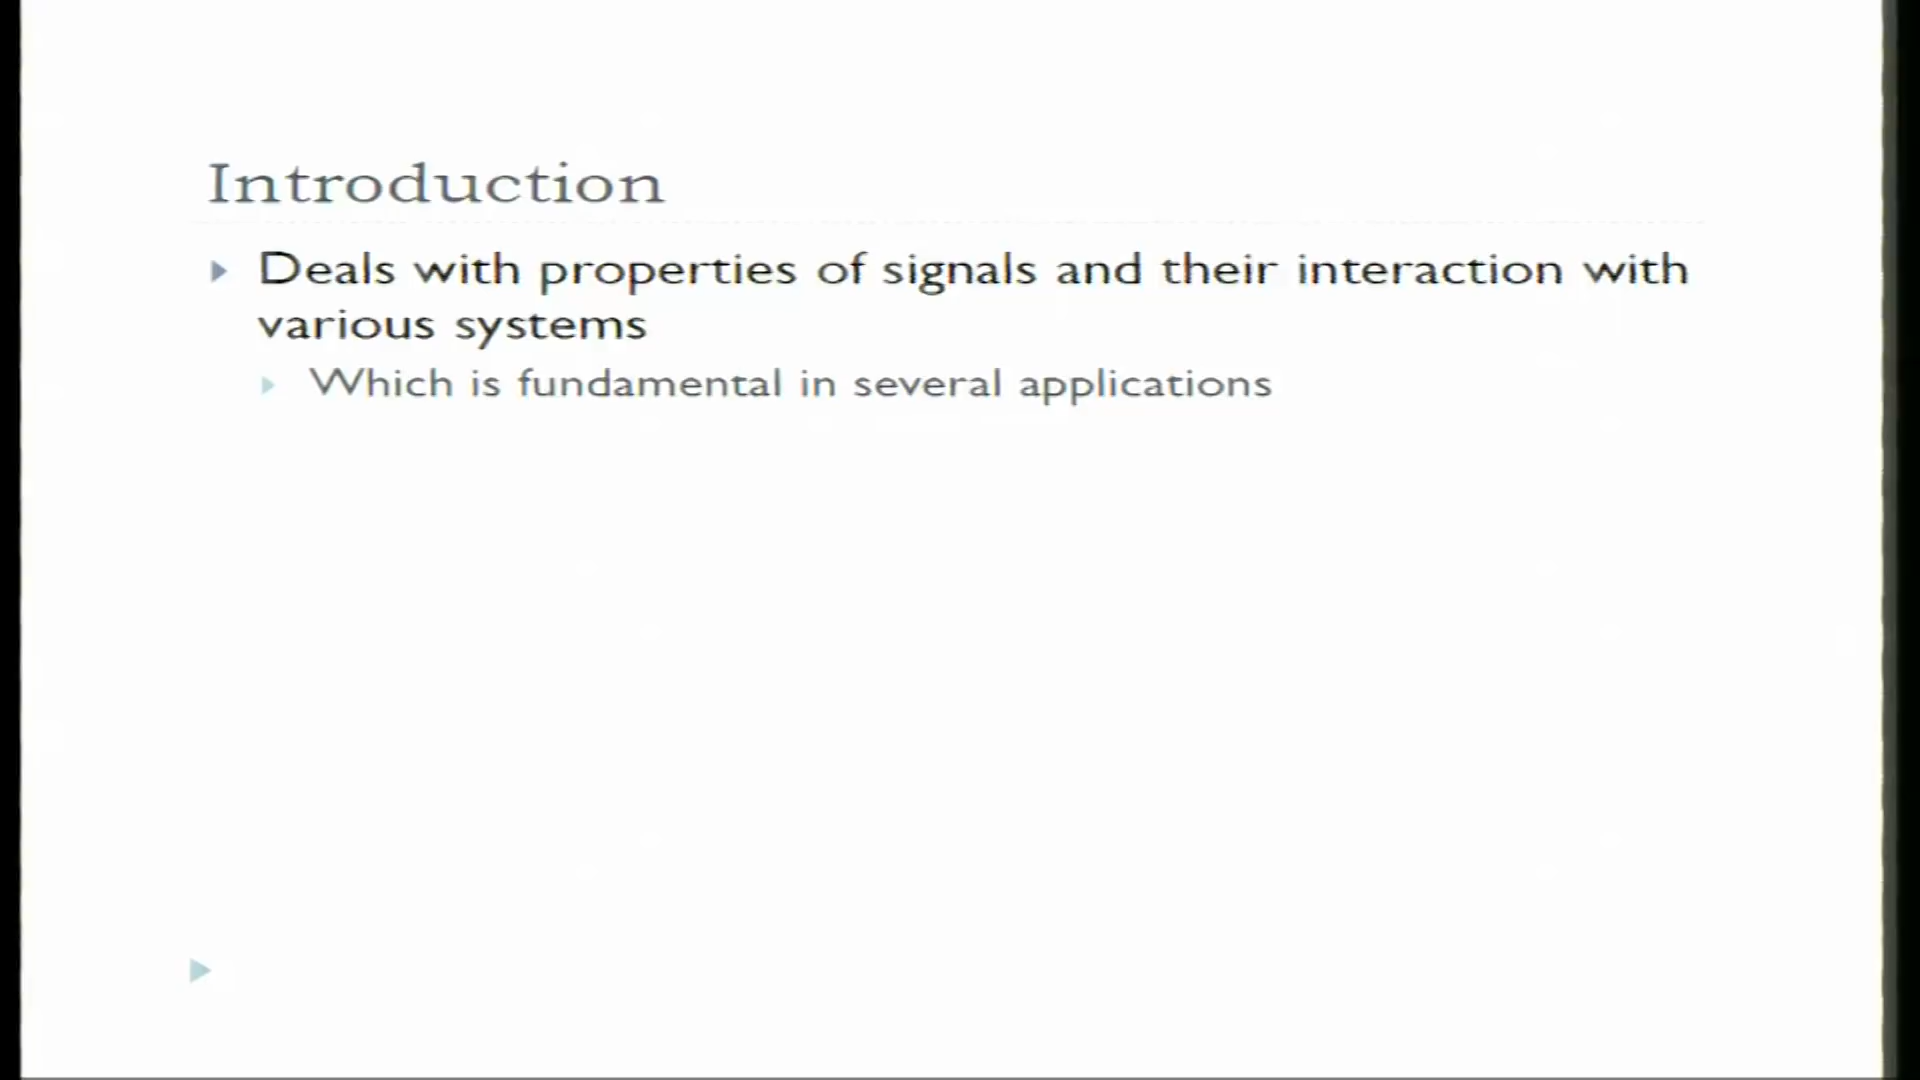 Introduction
Deals with properties of signals and their interaction with
various systems
Which is fundamental in several applications